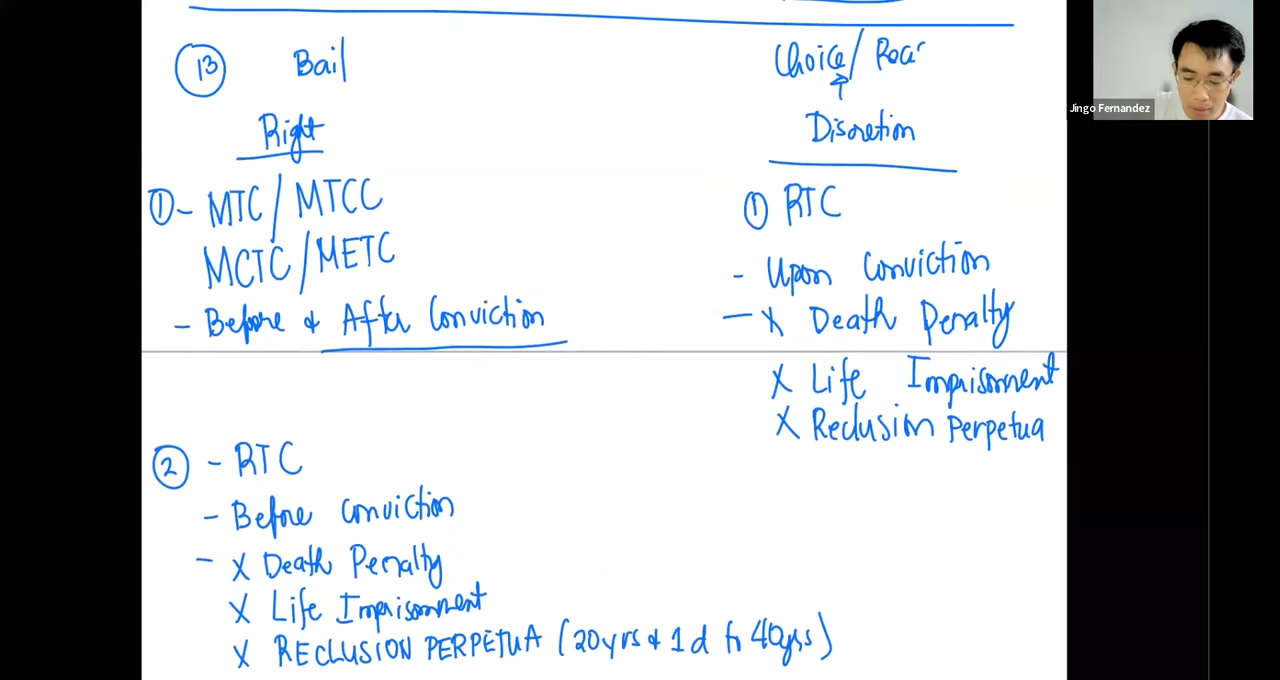 13 Bail
Right
① - MTC / MTCC
MCTC / METC
- Before & After Conviction
② - RTC
- Before conviction
- X Death Penalty
X Life Imprisonment
X RECLUSION PERPETUA (20yrs & 1 d to 40yrs)
Choice /
Discretion
① RTC
- Upon Conviction
- X Death Penalty
X Life Imprisonment
X Reclusion Perpetua
Jingo Fernandez